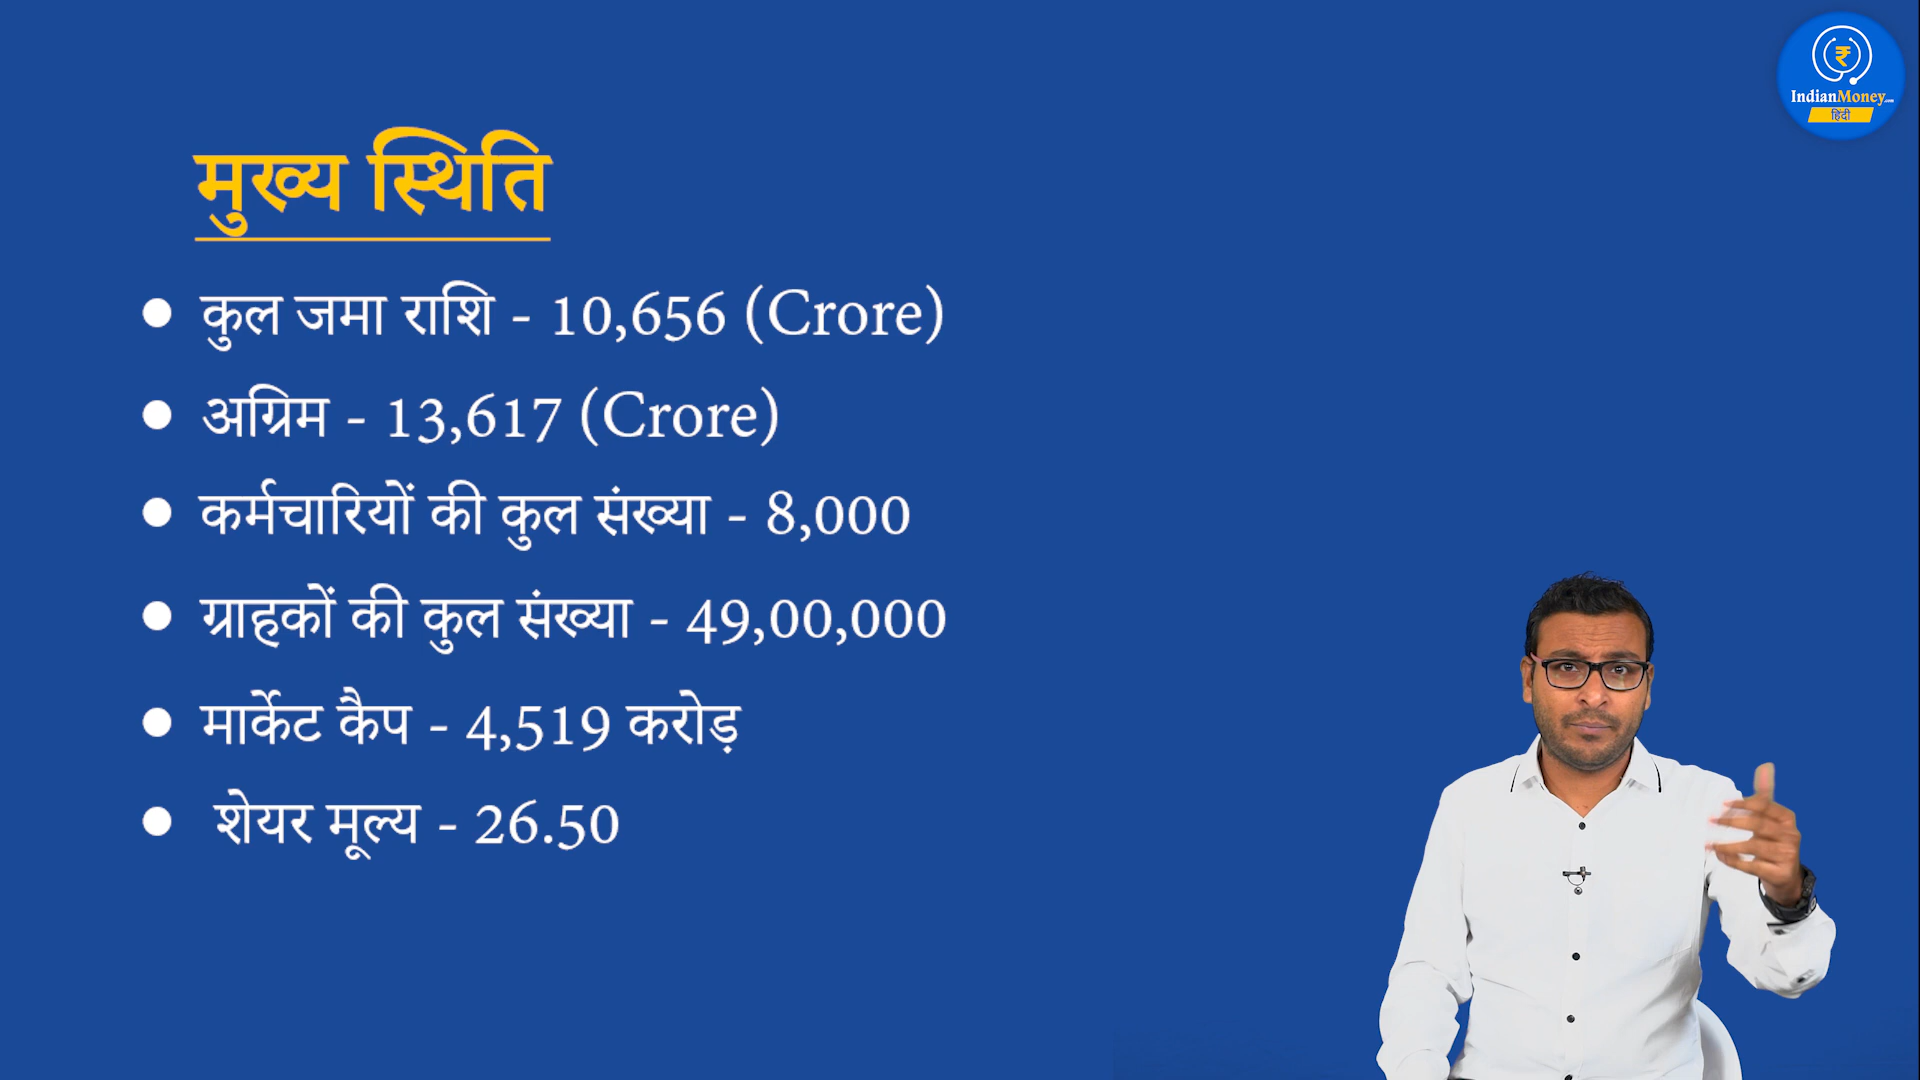 ₹
IndianMoney.com
हिंदी
मुख्य स्थिति
कुल जमा राशि - 10,656 (Crore)
अग्रिम - 13,617 (Crore)
कर्मचारियों की कुल संख्या - 8,000
ग्राहकों की कुल संख्या - 49,00,000
मार्केट कैप - 4,519 करोड़
शेयर मूल्य - 26.50